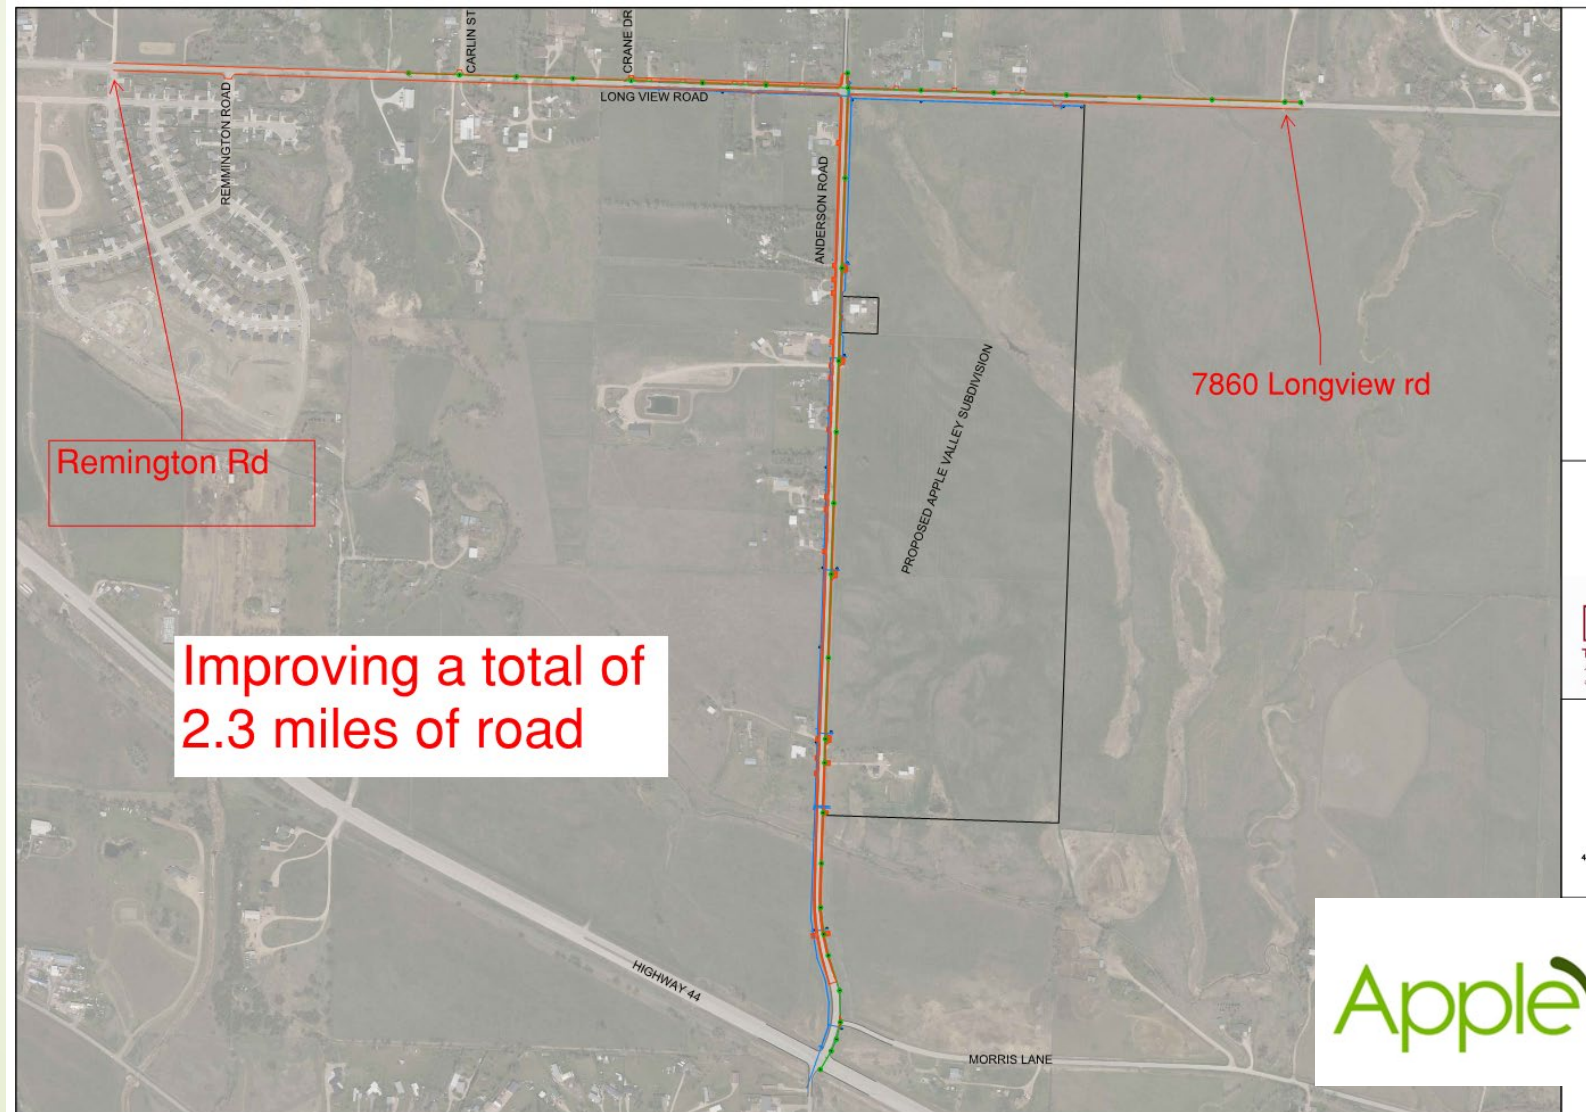 CARLIN ST
CRANE DR
REMMINGTON ROAD
LONG VIEW ROAD
ANDERSON ROAD
7860 Longview rd
Remington Rd
PROPOSED APPLE VALLEY SUBDIVISION
Improving a total of
2.3 miles of road
HIGHWAY 44
MORRIS LANE
Apple